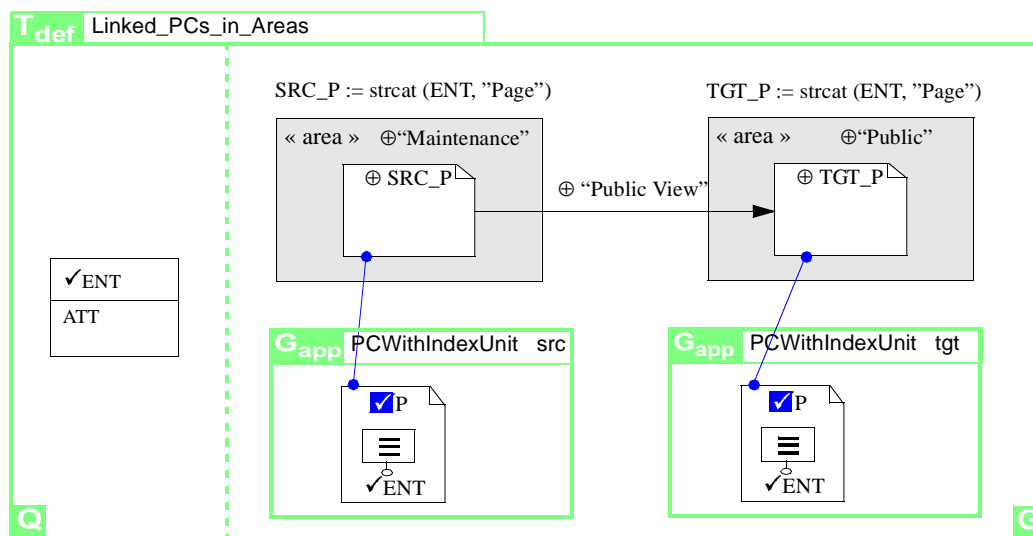 Tdef Linked_PCs_in_Areas
SRC_P := strcat (ENT, ”Page”)
TGT_P := strcat (ENT, ”Page”)
« area » ⊕“Maintenance”
« area » ⊕“Public”
⊕ SRC_P
⊕ “Public View”
⊕ TGT_P
✓ENT
ATT
Gapp PCWithIndexUnit src
Gapp PCWithIndexUnit tgt
✓P
✓P
✓ENT
✓ENT
Q
G